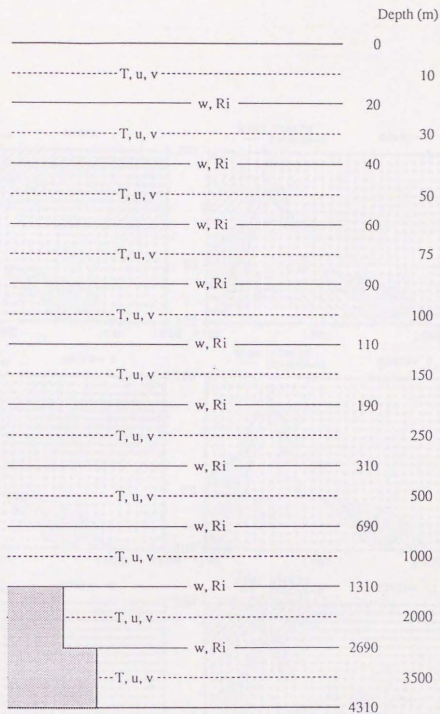 Depth (m)
0
T, u, v 10
w, Ri 20
T, u, v 30
w, Ri 40
T, u, v 50
w, Ri 60
T, u, v 75
w, Ri 90
T, u, v 100
w, Ri 110
T, u, v 150
w, Ri 190
T, u, v 250
w, Ri 310
T, u, v 500
w, Ri 690
T, u, v 1000
w, Ri 1310
T, u, v 2000
w, Ri 2690
T, u, v 3500
4310